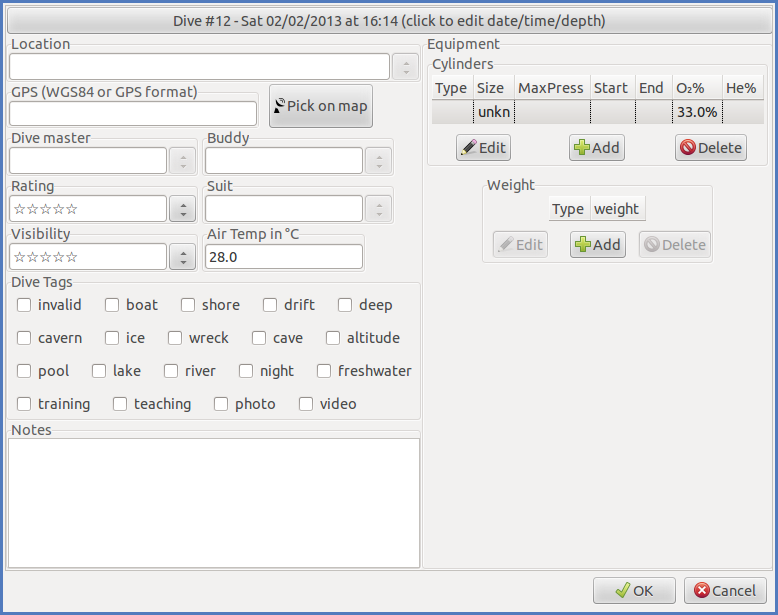 Dive #12 - Sat 02/02/2013 at 16:14 (click to edit date/time/depth)
Location
GPS (WGS84 or GPS format)
Pick on map
Dive master Buddy
Rating Suit
☆☆☆☆☆
Visibility Air Temp in °C
☆☆☆☆☆ 28.0
Dive Tags
invalid boat shore drift deep
cavern ice wreck cave altitude
pool lake river night freshwater
training teaching photo video
Notes
Equipment
Cylinders
Type Size MaxPress Start End O₂% He%
unkn 33.0%
Edit Add Delete
Weight
Type weight
Edit Add Delete
OK Cancel